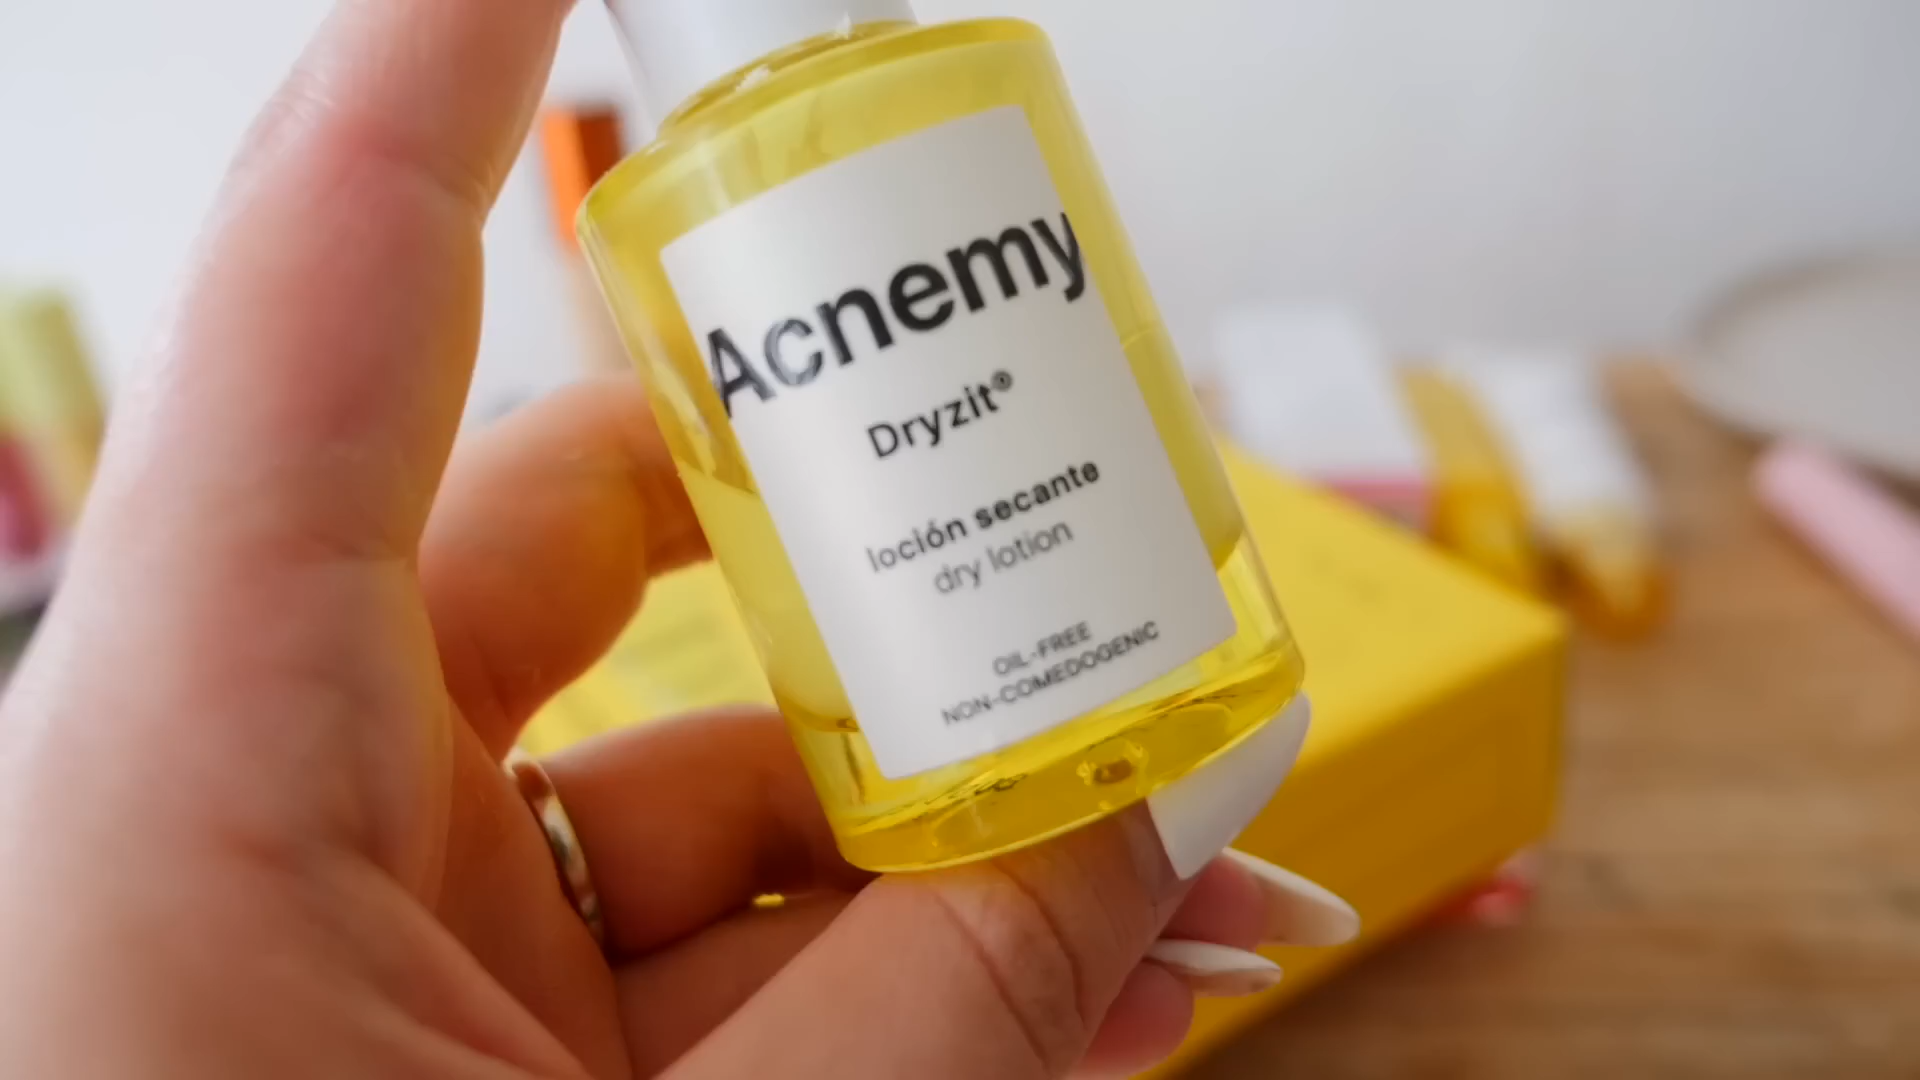 Acnemy
Dryzit®
loción secante
dry lotion
OIL-FREE
NON-COMEDOGENIC